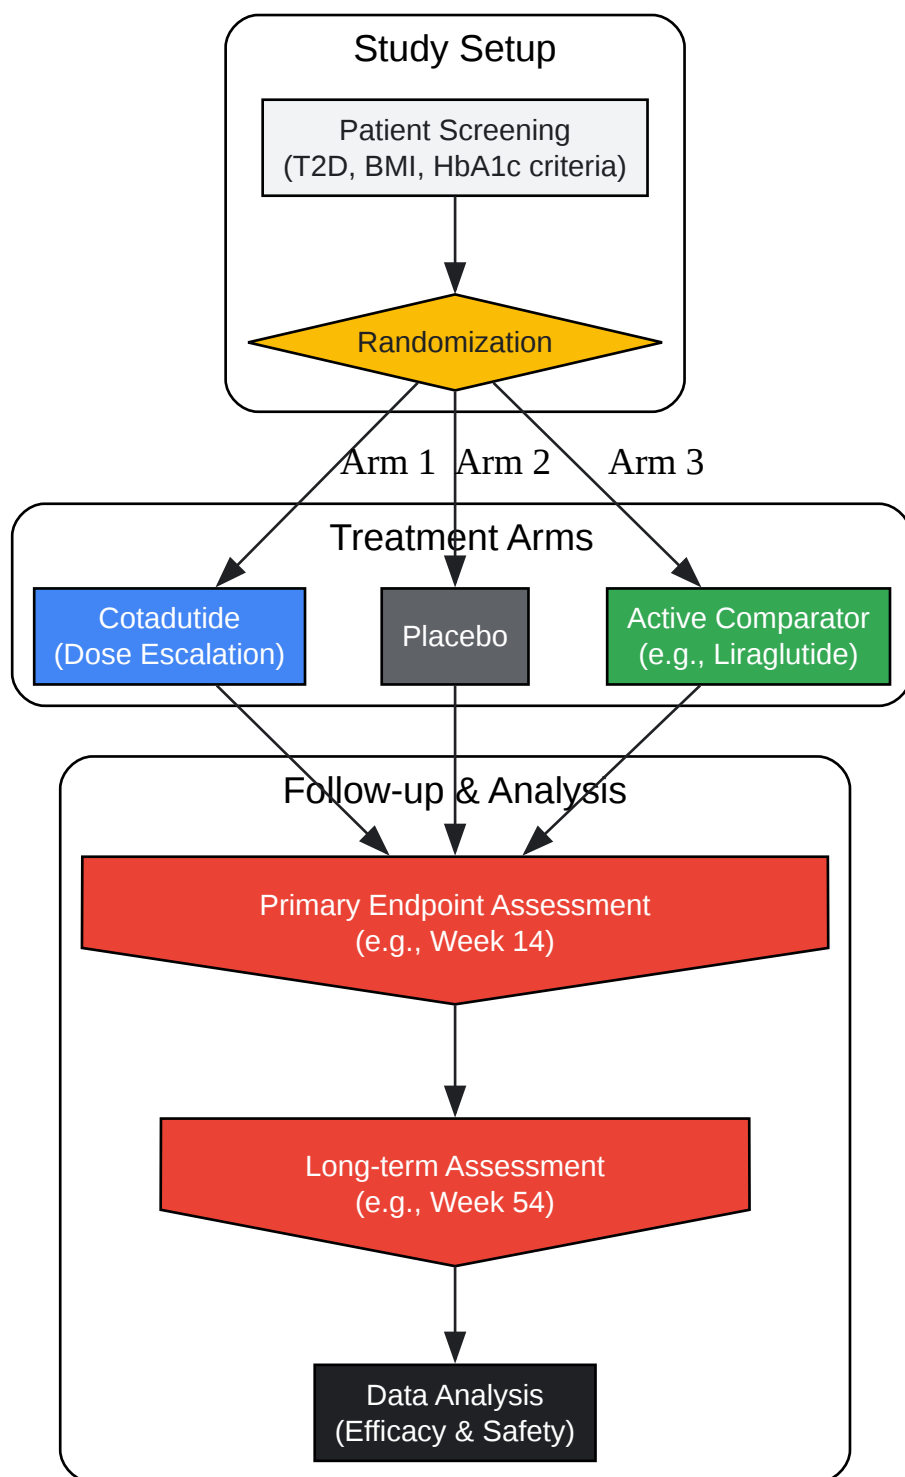 Study Setup
Patient Screening
(T2D, BMI, HbA1c criteria)
Randomization
Arm 1
Arm 2
Arm 3
Treatment Arms
Cotadutide
(Dose Escalation)
Placebo
Active Comparator
(e.g., Liraglutide)
Follow-up & Analysis
Primary Endpoint Assessment
(e.g., Week 14)
Long-term Assessment
(e.g., Week 54)
Data Analysis
(Efficacy & Safety)